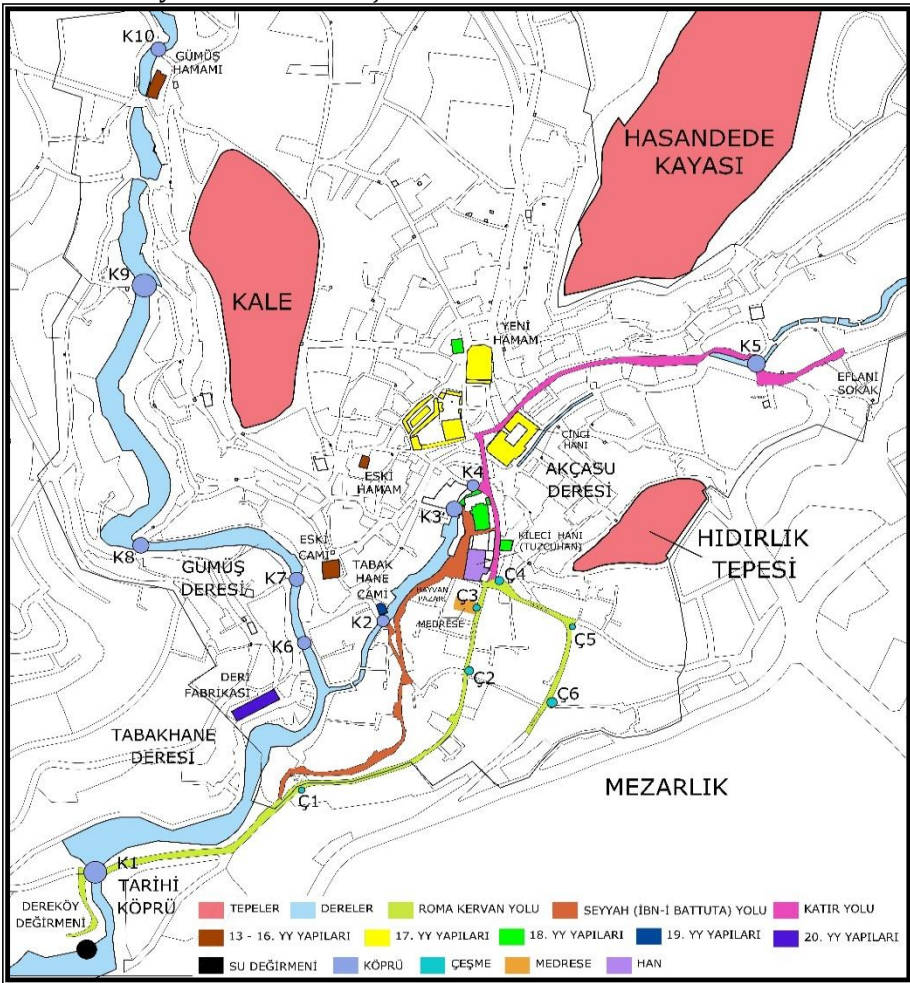 K10
GÜMÜŞ
HAMAMI
HASANDEDE
KAYASI
K9
KALE
YENİ
HAMAM
K5
EFLANİ
SOKAK
CİNCİ
HANI
ESKİ
HAMAM
K4
AKÇASU
DERESİ
K3
KİLECİ HANI
(TUZCUHANI)
HIDIRLIK
TEPESİ
K8
GÜMÜŞ
DERESİ
ESKİ
CAMİ
K7
TABAK
HANE
CAMİ
HAYVAN
PAZARI
Ç4
Ç3
MEDRESE
K2
K6
Ç5
Ç2
Ç6
DERİ
FABRİKASI
TABAKHANE
DERESİ
Ç1
MEZARLIK
K1
TARİHİ
KÖPRÜ
DEREKÖY
DEĞİRMENİ
TEPELER
DERELER
ROMA KERVAN YOLU
SEYYAH (İBN-İ BATTUTA) YOLU
KATIR YOLU
13 - 16. YY YAPILARI
17. YY YAPILARI
18. YY YAPILARI
19. YY YAPILARI
20. YY YAPILARI
SU DEĞİRMENİ
KÖPRÜ
ÇEŞME
MEDRESE
HAN